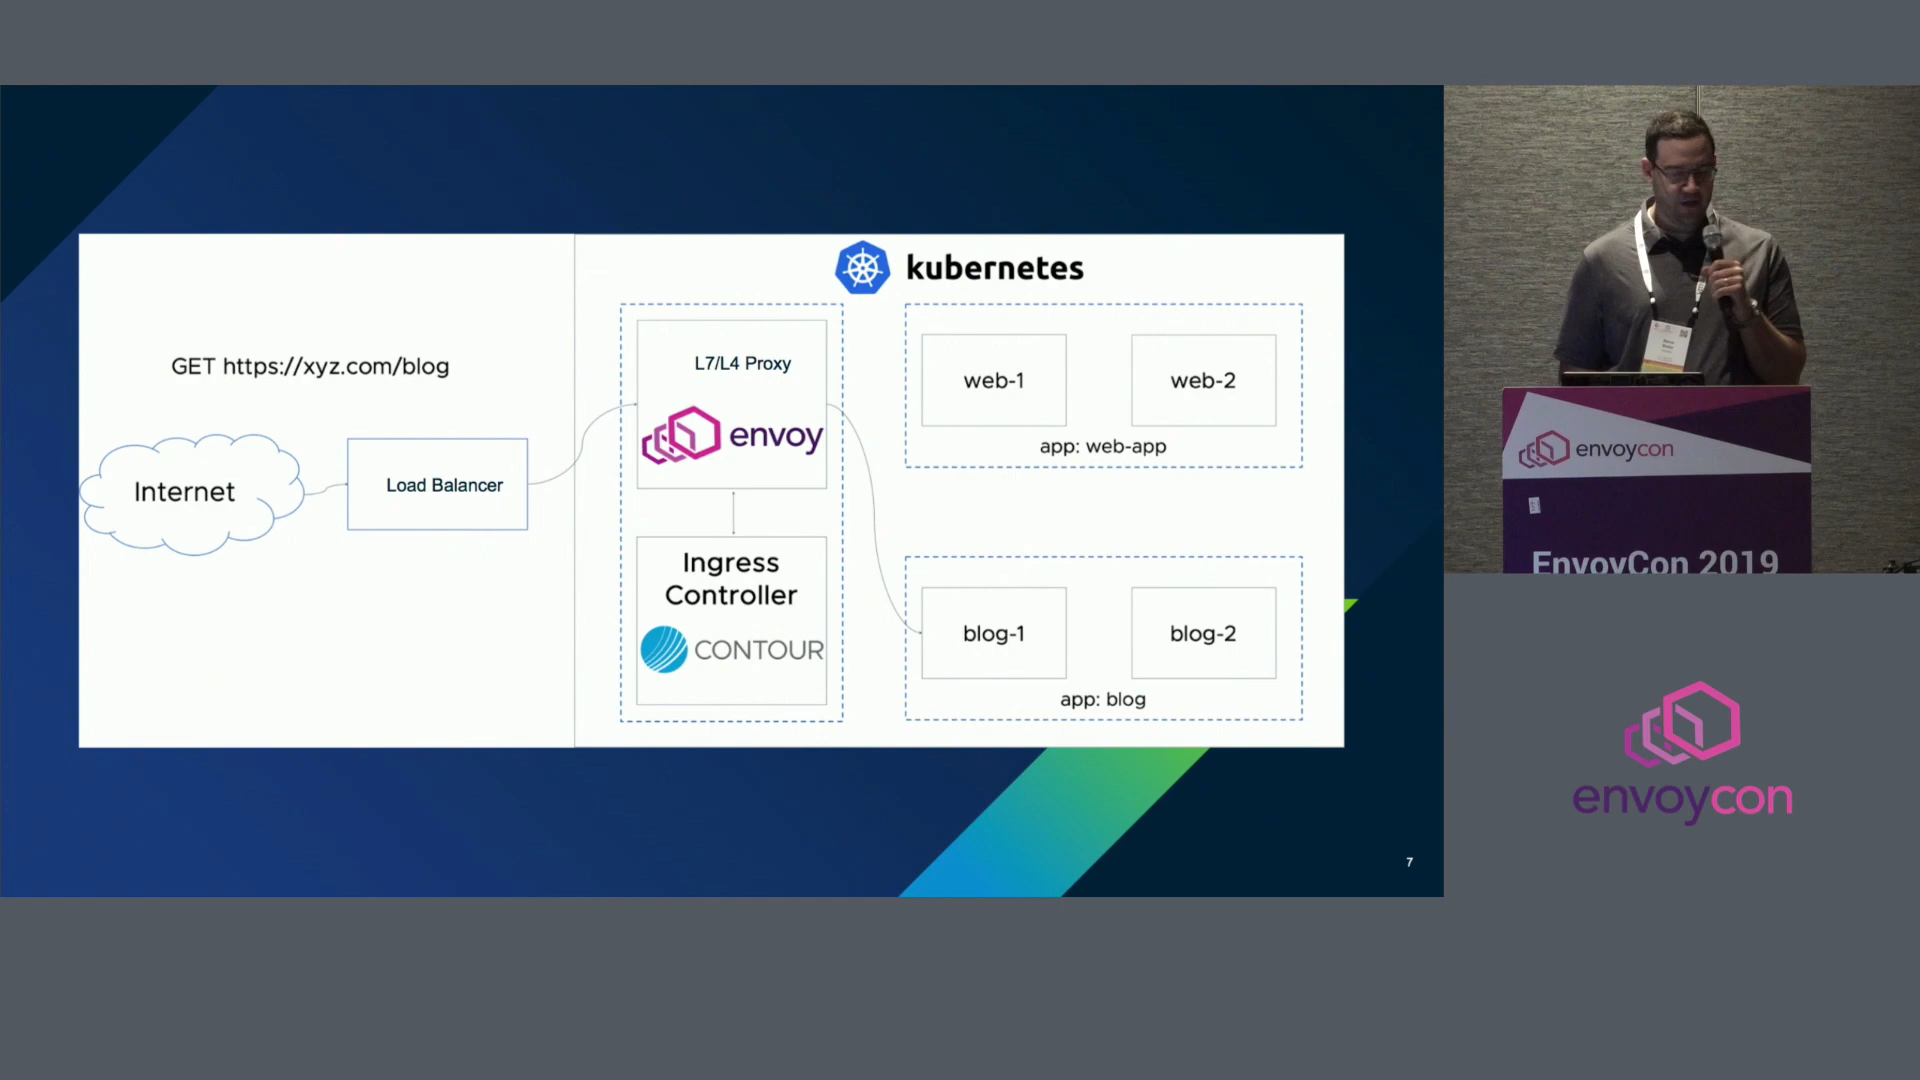 kubernetes
GET https://xyz.com/blog
Internet
Load Balancer
L7/L4 Proxy
envoy
Ingress
Controller
CONTOUR
web-1
web-2
app: web-app
blog-1
blog-2
app: blog
7
envoycon
EnvoyCon 2019
envoycon